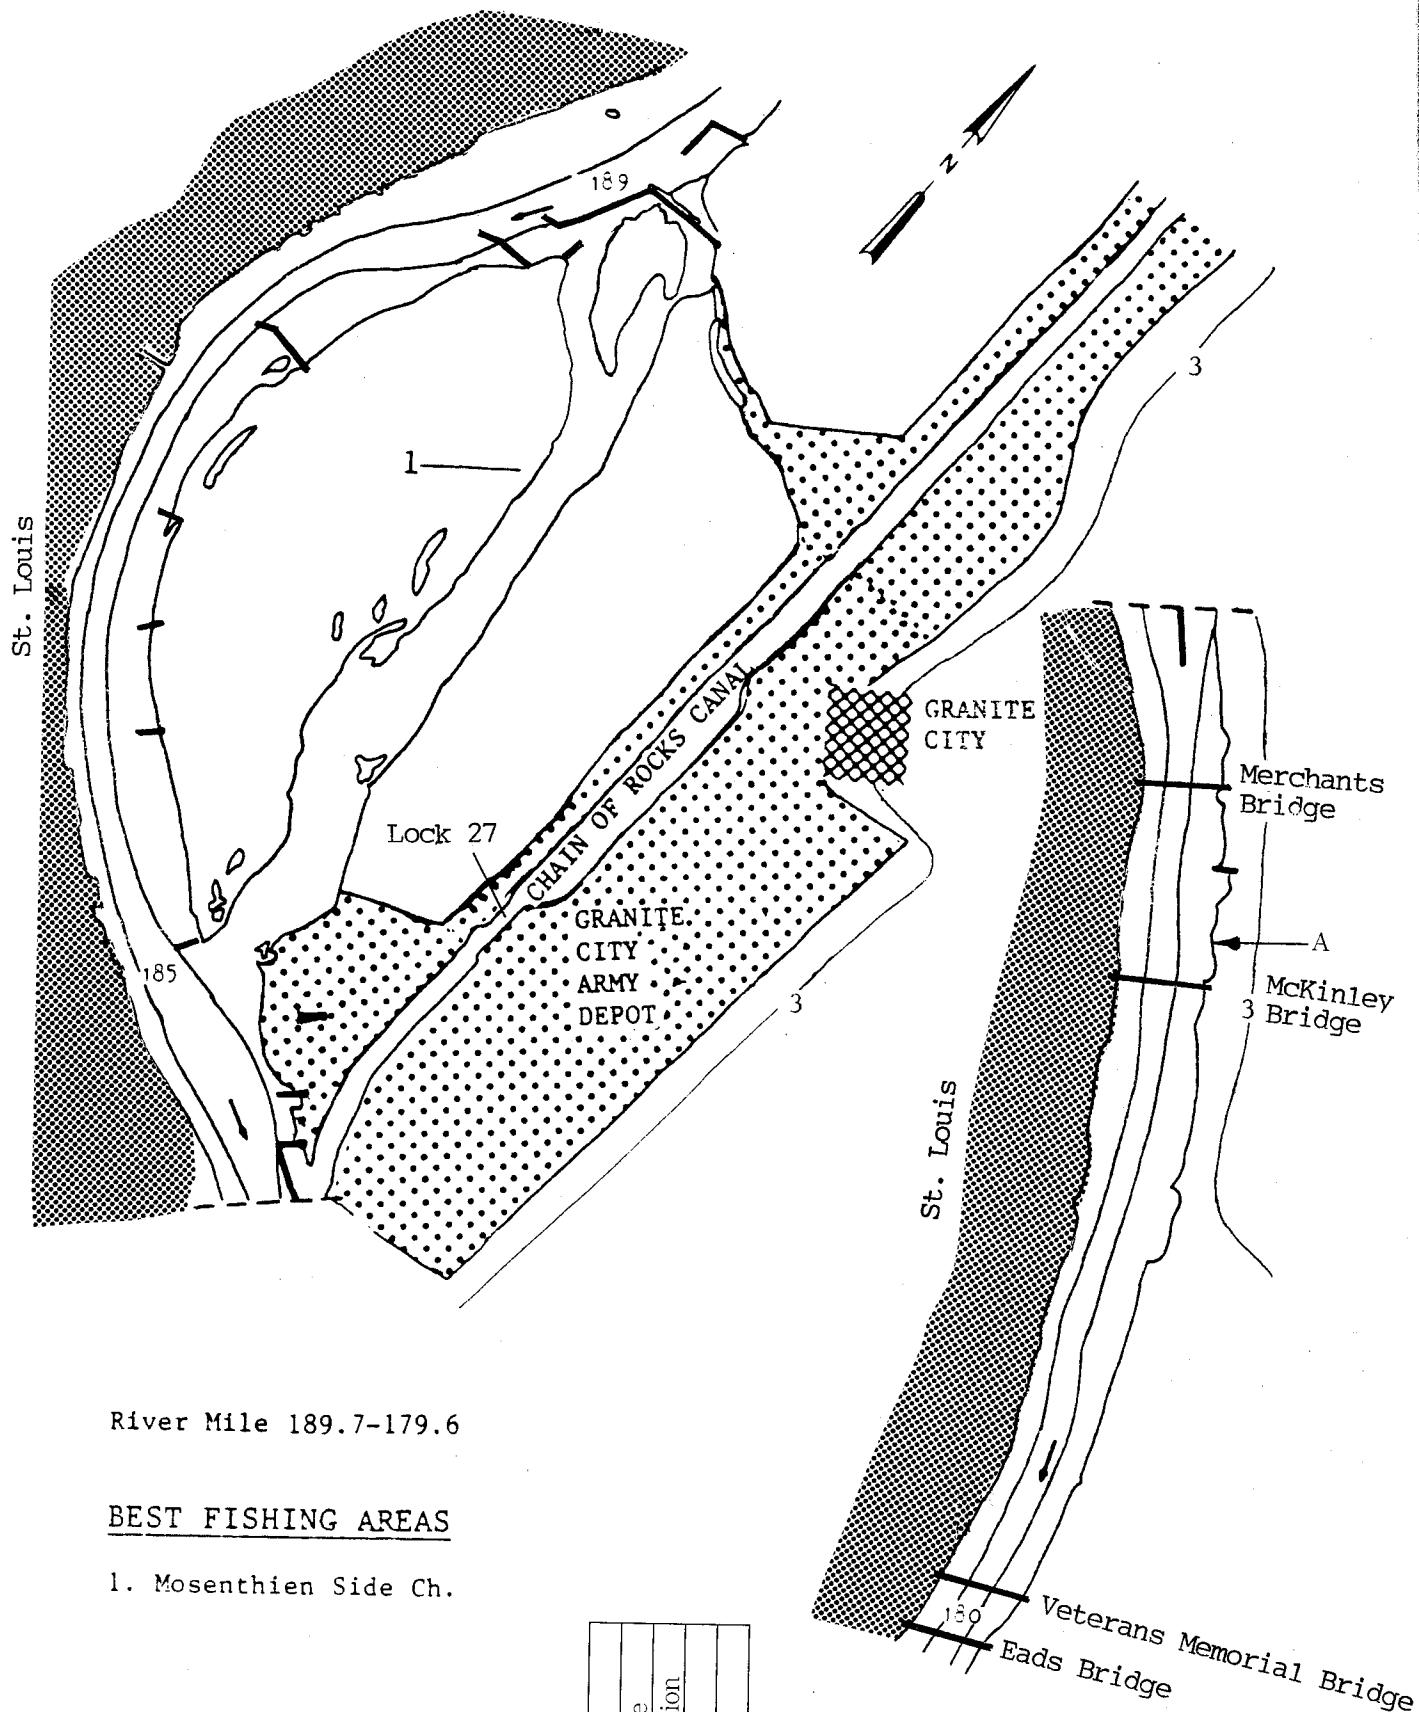 189
N
3
1
St. Louis
GRANITE
CITY
Merchants
Bridge
CHAIN OF ROCKS CANAL
Lock 27
GRANITE
CITY
ARMY
DEPOT
A
185
3
McKinley
3 Bridge
St. Louis
River Mile 189.7-179.6
BEST FISHING AREAS
1. Mosenthien Side Ch.
180
Veterans Memorial Bridge
Eads Bridge